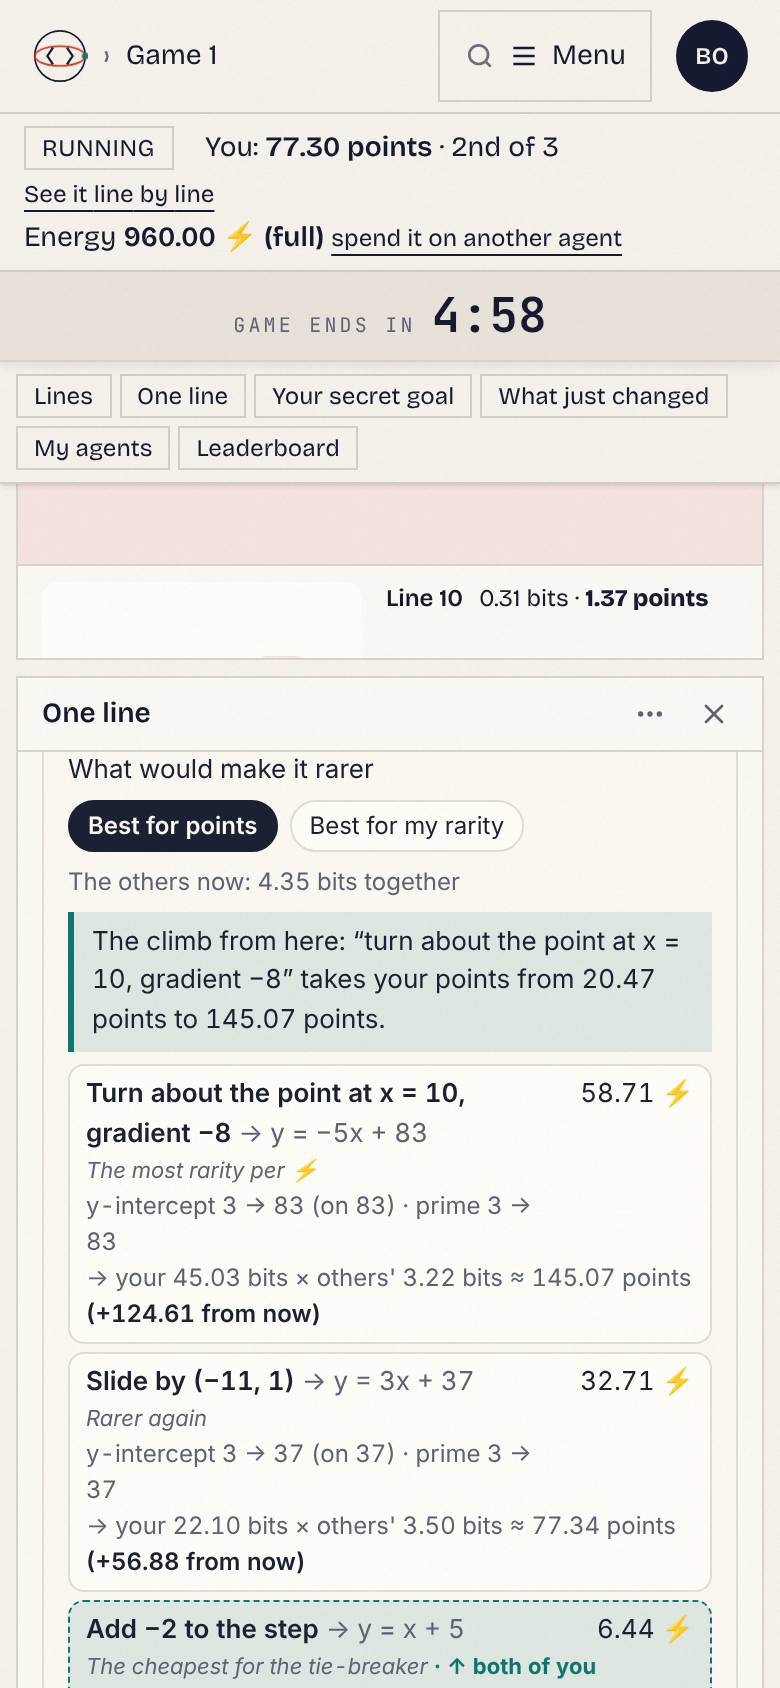 Game 1
Menu
BO
RUNNING
You: 77.30 points · 2nd of 3
See it line by line
Energy 960.00 ⚡ (full) spend it on another agent
GAME ENDS IN 4:58
Lines
One line
Your secret goal
What just changed
My agents
Leaderboard
Line 10 0.31 bits · 1.37 points
One line
What would make it rarer
Best for points
Best for my rarity
The others now: 4.35 bits together
The climb from here: “turn about the point at x =
10, gradient −8” takes your points from 20.47
points to 145.07 points.
Turn about the point at x = 10, 58.71 ⚡
gradient −8 → y = −5x + 83
The most rarity per ⚡
y-intercept 3 → 83 (on 83) · prime 3 →
83
→ your 45.03 bits × others' 3.22 bits ≈ 145.07 points
(+124.61 from now)
Slide by (−11, 1) → y = 3x + 37 32.71 ⚡
Rarer again
y-intercept 3 → 37 (on 37) · prime 3 →
37
→ your 22.10 bits × others' 3.50 bits ≈ 77.34 points
(+56.88 from now)
Add −2 to the step → y = x + 5 6.44 ⚡
The cheapest for the tie-breaker · ↑ both of you